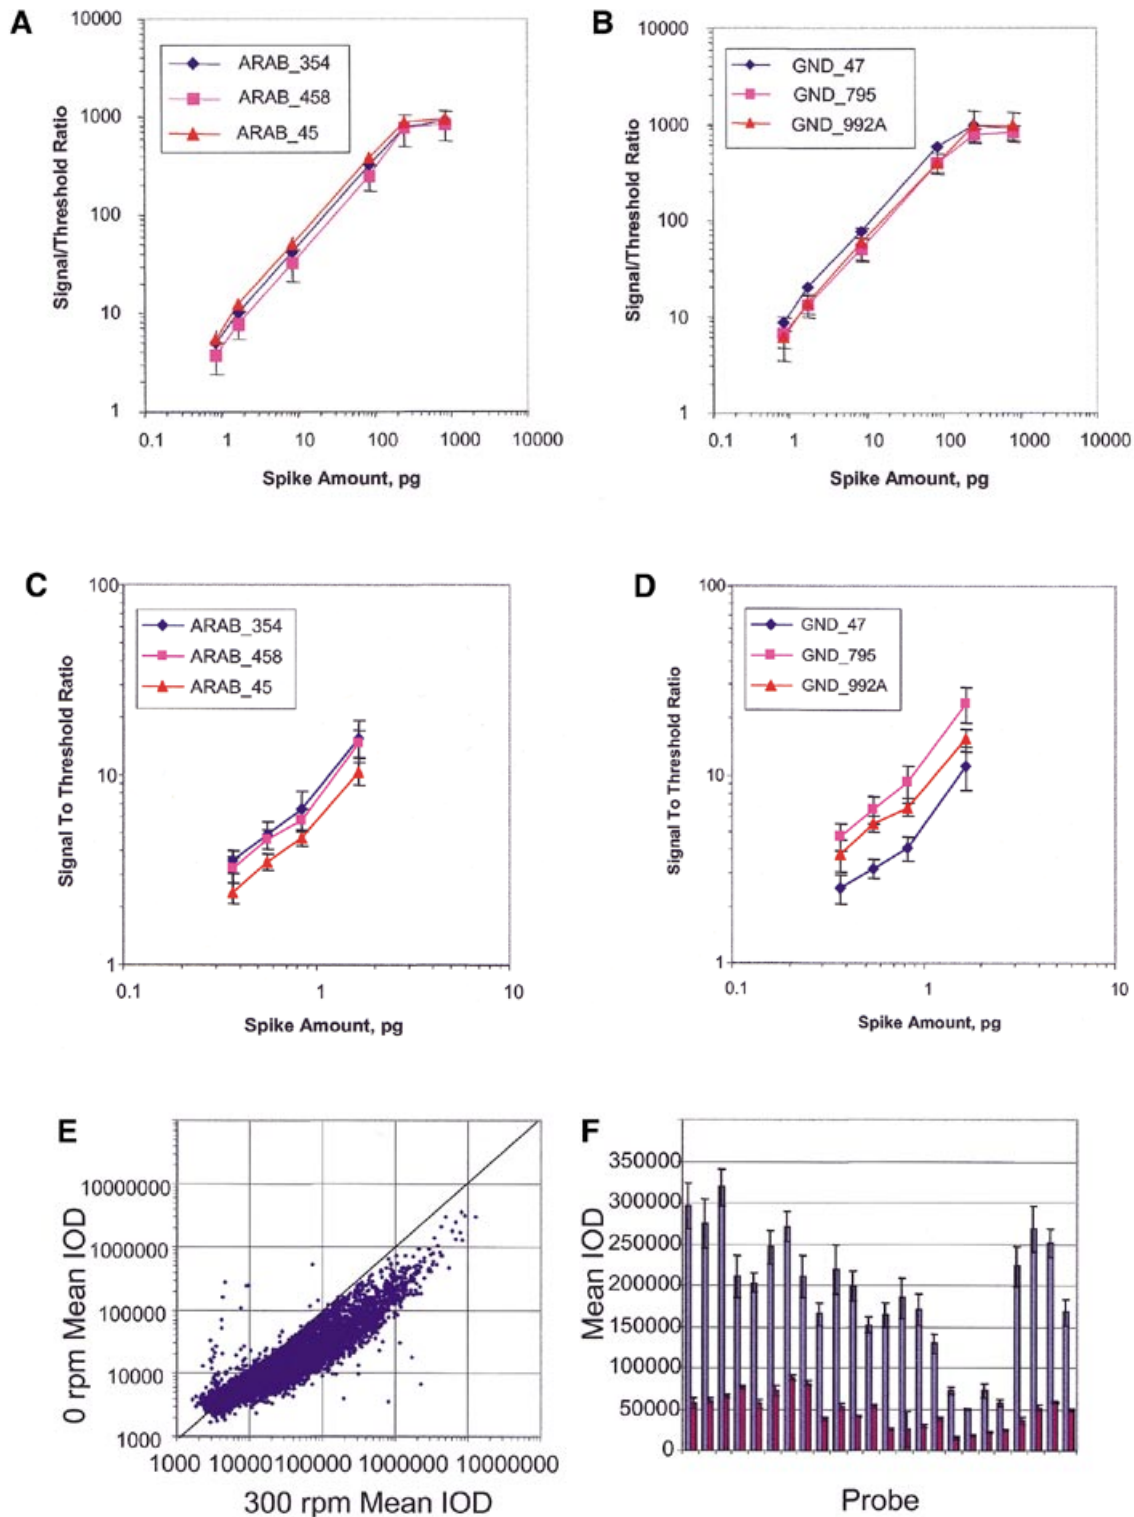 A
10000
1000
100
10
1
Signal/Threshold Ratio
ARAB_354
ARAB_458
ARAB_45
0.1 1 10 100 1000 10000
Spike Amount, pg
B
10000
1000
100
10
1
Signal/Threshold Ratio
GND_47
GND_795
GND_992A
0.1 1 10 100 1000 10000
Spike Amount, pg
C
100
10
1
Signal To Threshold Ratio
ARAB_354
ARAB_458
ARAB_45
0.1 1 10
Spike Amount, pg
D
100
10
1
Signal To Threshold Ratio
GND_47
GND_795
GND_992A
0.1 1 10
Spike Amount, pg
E
10000000
1000000
100000
10000
1000
0 rpm Mean IOD
1000 10000 100000 1000000 10000000
300 rpm Mean IOD
F
350000
300000
250000
200000
150000
100000
50000
0
Mean IOD
Probe